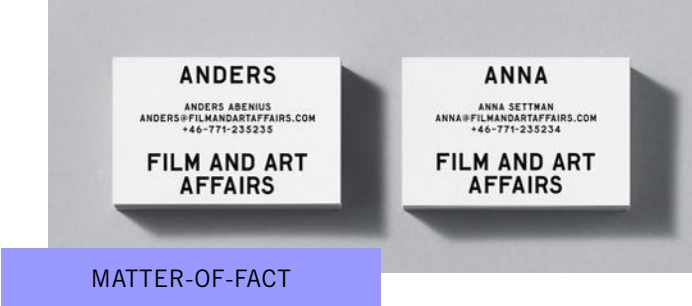 ANDERS
ANDERS ABENIUS
ANDERS@FILMANDARTAFFAIRS.COM
+46-771-235235
FILM AND ART
AFFAIRS
ANNA
ANNA SETTMAN
ANNA@FILMANDARTAFFAIRS.COM
+46-771-235234
FILM AND ART
AFFAIRS
MATTER-OF-FACT